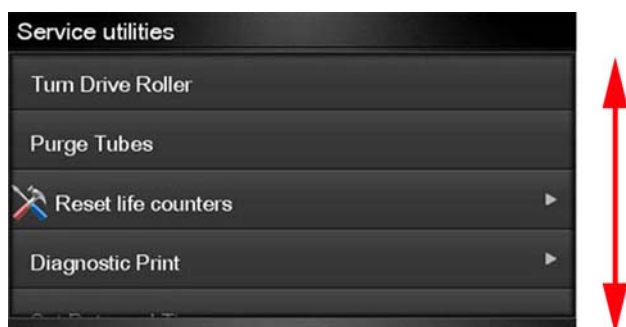 Service utilities
Turn Drive Roller
Purge Tubes
Reset life counters
Diagnostic Print